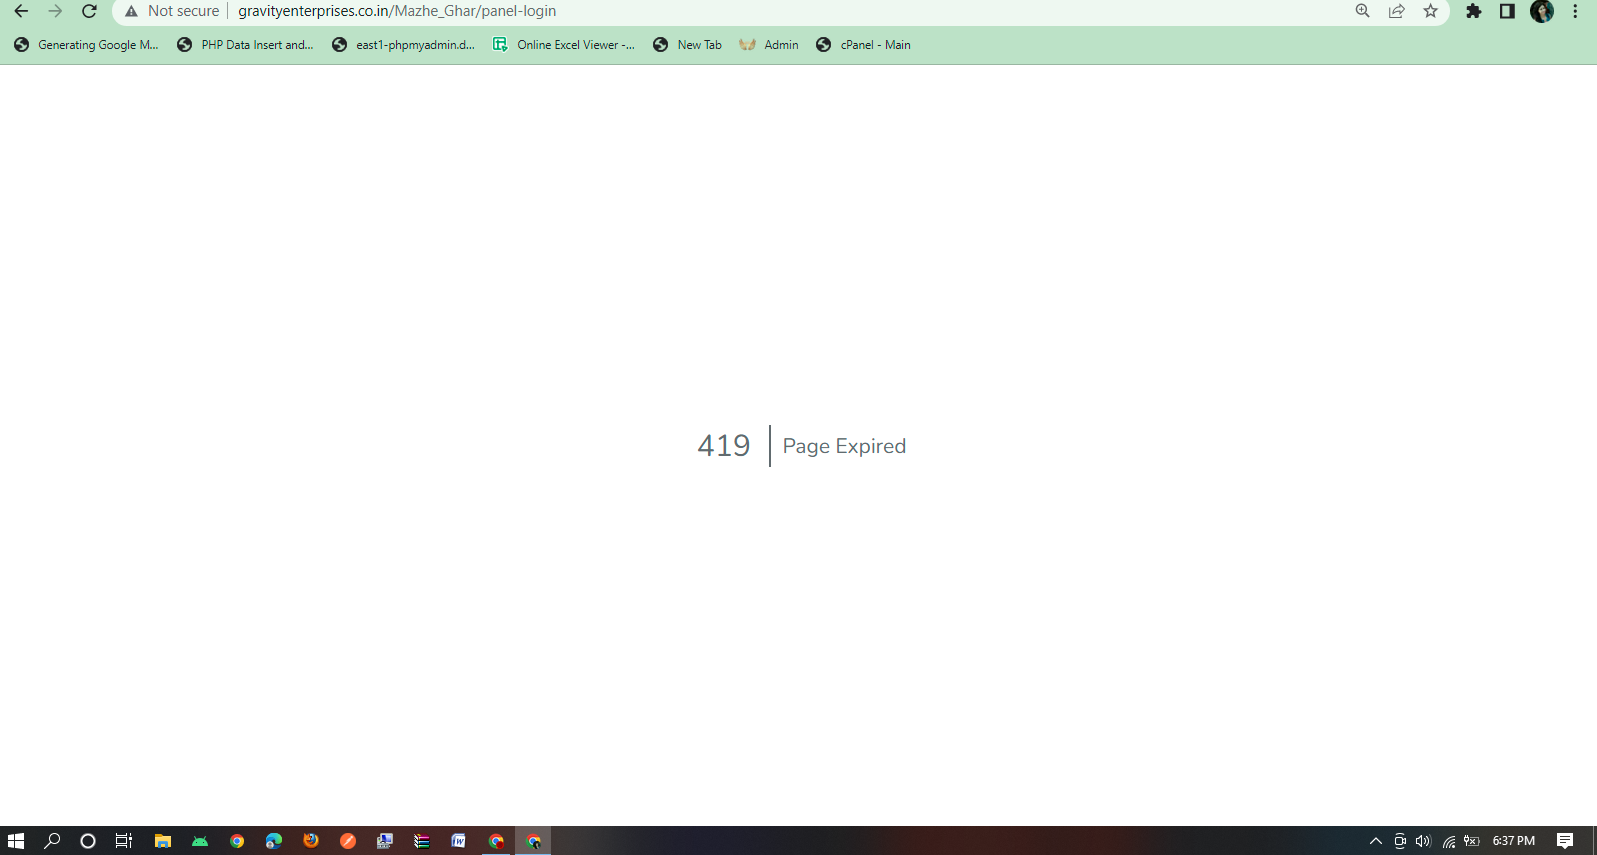 Not secure gravityenterprises.co.in/Mazhe_Ghar/panel-login
Generating Google M... PHP Data Insert and... east1-phpmyadmin.d... Online Excel Viewer -... New Tab Admin cPanel - Main
419 Page Expired
6:37 PM